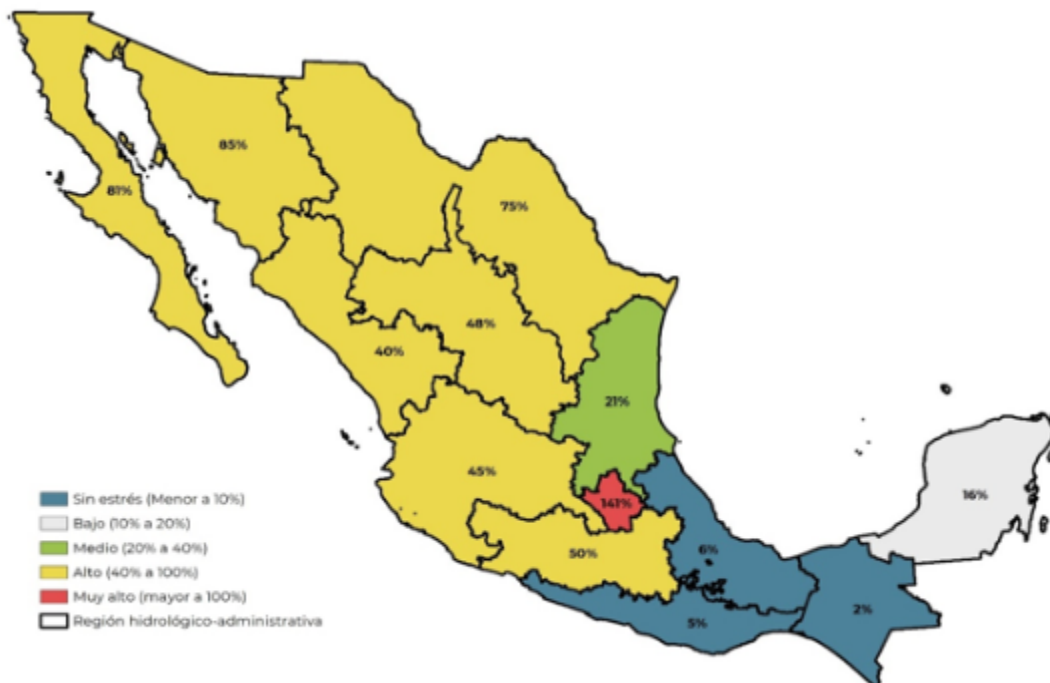 85%
81%
75%
48%
40%
21%
45%
141%
16%
50%
6%
2%
5%
Sin estrés (Menor a 10%)
Bajo (10% a 20%)
Medio (20% a 40%)
Alto (40% a 100%)
Muy alto (mayor a 100%)
Región hidrológico-administrativa